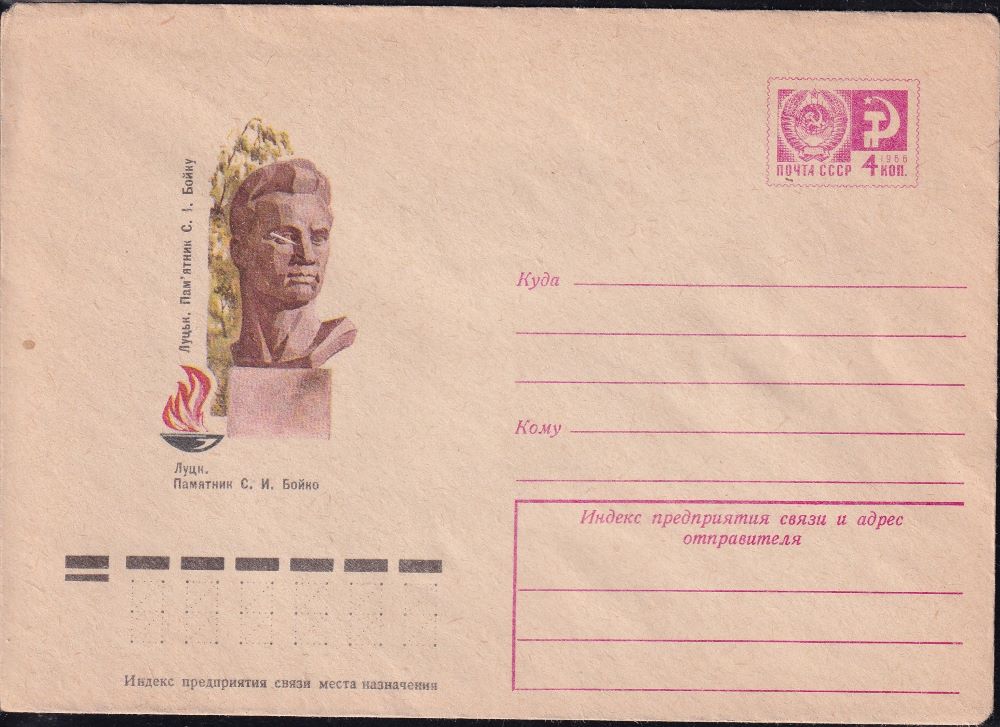 1966
ПОЧТА СССР 4 КОП.
Луцьк. Пам'ятник С. І. Бойку
Куда
Кому
Луцк.
Памятник С. И. Бойко
Индекс предприятия связи и адрес
отправителя
Индекс предприятия связи места назначения